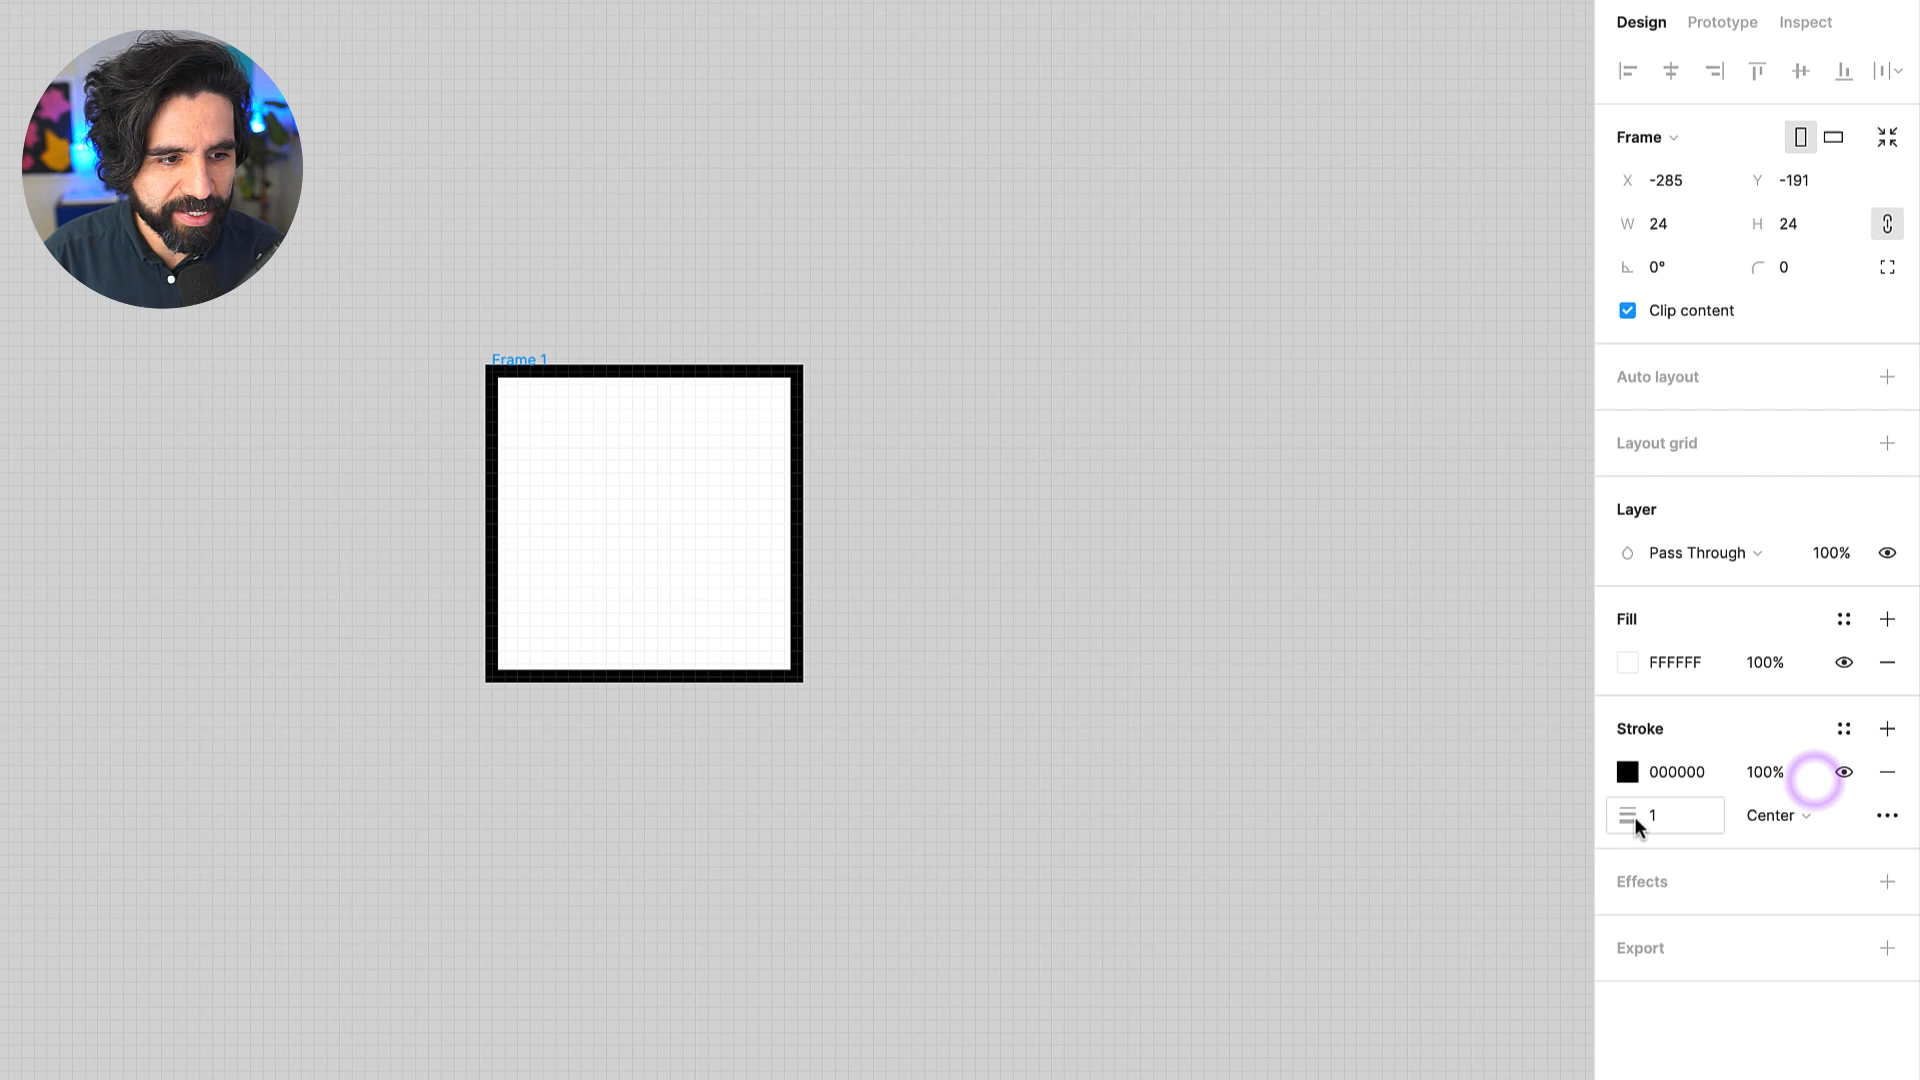 Design Prototype Inspect
Frame
X -285 Y -191
W 24 H 24
0° 0
Clip content
Frame 1
Auto layout
Layout grid
Layer
Pass Through 100%
Fill
FFFFFF 100%
Stroke
000000 100%
1 Center
Effects
Export